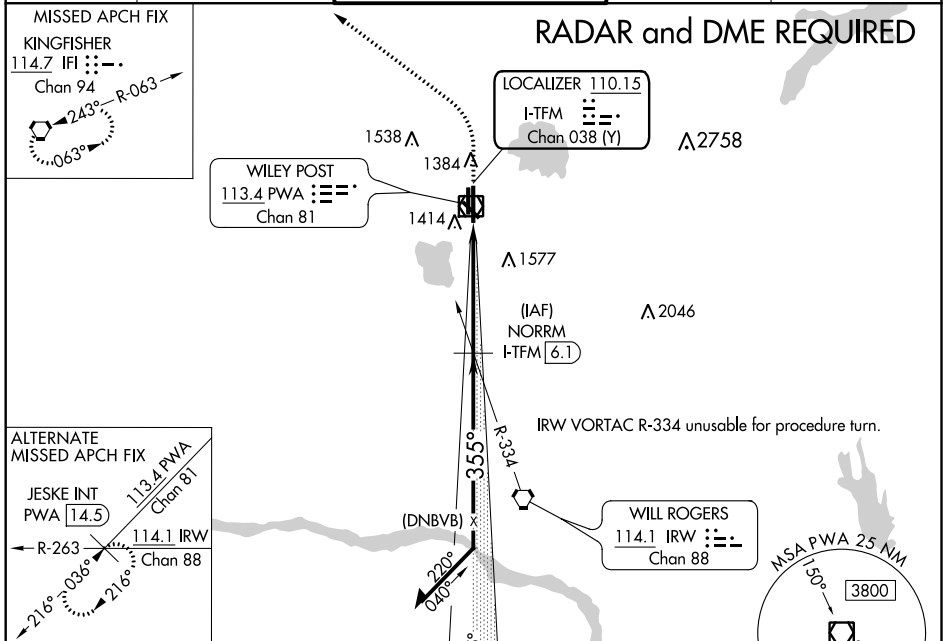 MISSED APCH FIX
KINGFISHER
114.7 IFI
Chan 94
R-063
243°
063°
RADAR and DME REQUIRED
LOCALIZER 110.15
I-TFM
Chan 038 (Y)
1538
1384
2758
WILEY POST
113.4 PWA
Chan 81
1414
1577
(IAF)
NORRM
I-TFM 6.1
2046
IRW VORTAC R-334 unusable for procedure turn.
R-334
355°
ALTERNATE
MISSED APCH FIX
JESKE INT
PWA 14.5
113.4 PWA
Chan 81
R-263
114.1 IRW
Chan 88
036°
216°
216°
(DNBVB) X
220°
040°
WILL ROGERS
114.1 IRW
Chan 88
MSA PWA 25 NM
150°
3800